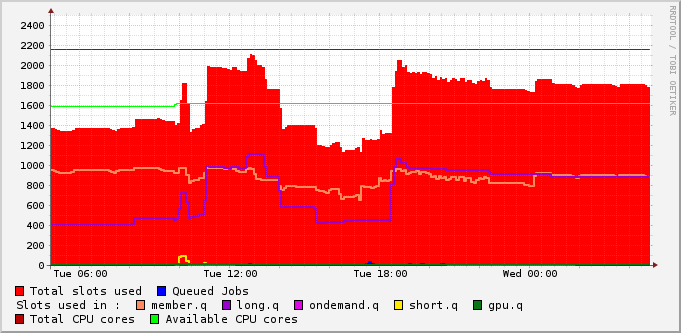 2400
2200
2000
1800
1600
1400
1200
1000
800
600
400
200
0
Tue 06:00 Tue 12:00 Tue 18:00 Wed 00:00
Total slots used Queued Jobs
Slots used in : member.q long.q ondemand.q short.q gpu.q
Total CPU cores Available CPU cores
RRDTOOL / TOBI OETIKER